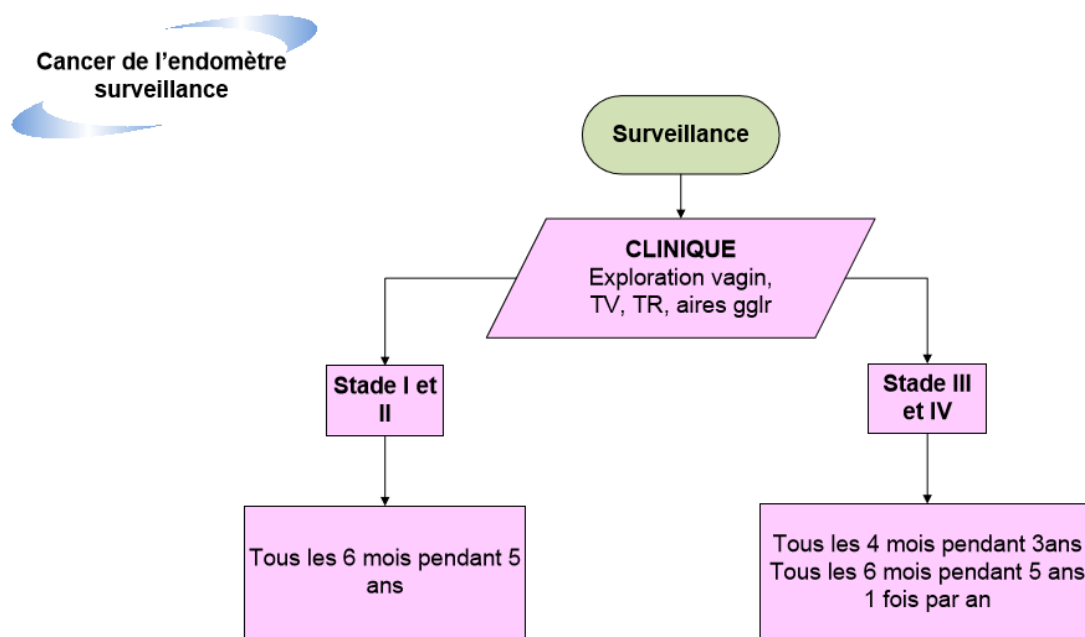 Cancer de l’endomètre
surveillance
Surveillance
CLINIQUE
Exploration vagin,
TV, TR, aires gglr
Stade I et
II
Stade III
et IV
Tous les 6 mois pendant 5
ans
Tous les 4 mois pendant 3ans
Tous les 6 mois pendant 5 ans
1 fois par an